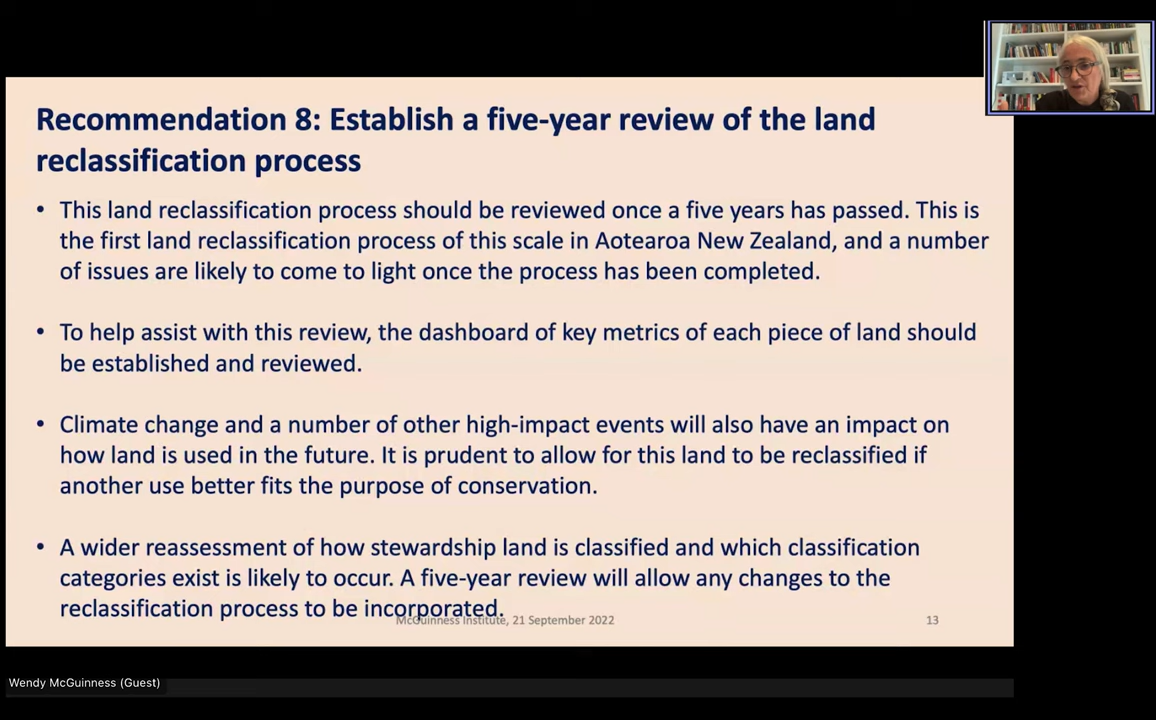 Recommendation 8: Establish a five-year review of the land
reclassification process
• This land reclassification process should be reviewed once a five years has passed. This is
the first land reclassification process of this scale in Aotearoa New Zealand, and a number
of issues are likely to come to light once the process has been completed.
• To help assist with this review, the dashboard of key metrics of each piece of land should
be established and reviewed.
• Climate change and a number of other high-impact events will also have an impact on
how land is used in the future. It is prudent to allow for this land to be reclassified if
another use better fits the purpose of conservation.
• A wider reassessment of how stewardship land is classified and which classification
categories exist is likely to occur. A five-year review will allow any changes to the
reclassification process to be incorporated.
McGuinness Institute, 21 September 2022
13
Wendy McGuinness (Guest)